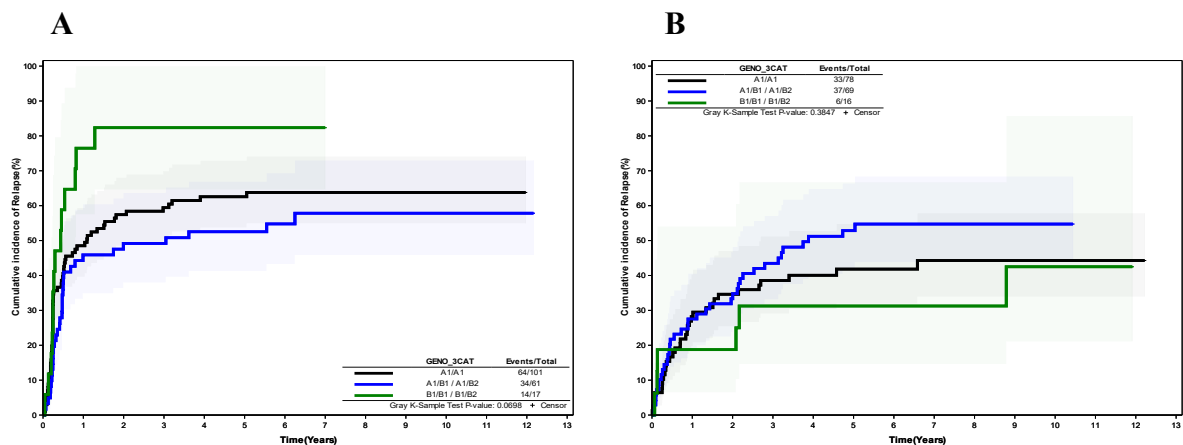 A
B
Cumulative incidence of Relapse(%)
100
90
80
70
60
50
40
30
20
10
0
GENO_3CAT Events/Total
A1/A1 64/101
A1/B1 / A1/B2 34/61
B1/B1 / B1/B2 14/17
Gray K-Sample Test P-value: 0.0698 + Censor
0 1 2 3 4 5 6 7 8 9 10 11 12 13
Time(Years)
Cumulative incidence of Relapse(%)
100
90
80
70
60
50
40
30
20
10
0
GENO_3CAT Events/Total
A1/A1 33/78
A1/B1 / A1/B2 37/69
B1/B1 / B1/B2 6/16
Gray K-Sample Test P-value: 0.3847 + Censor
0 1 2 3 4 5 6 7 8 9 10 11 12 13
Time(Years)